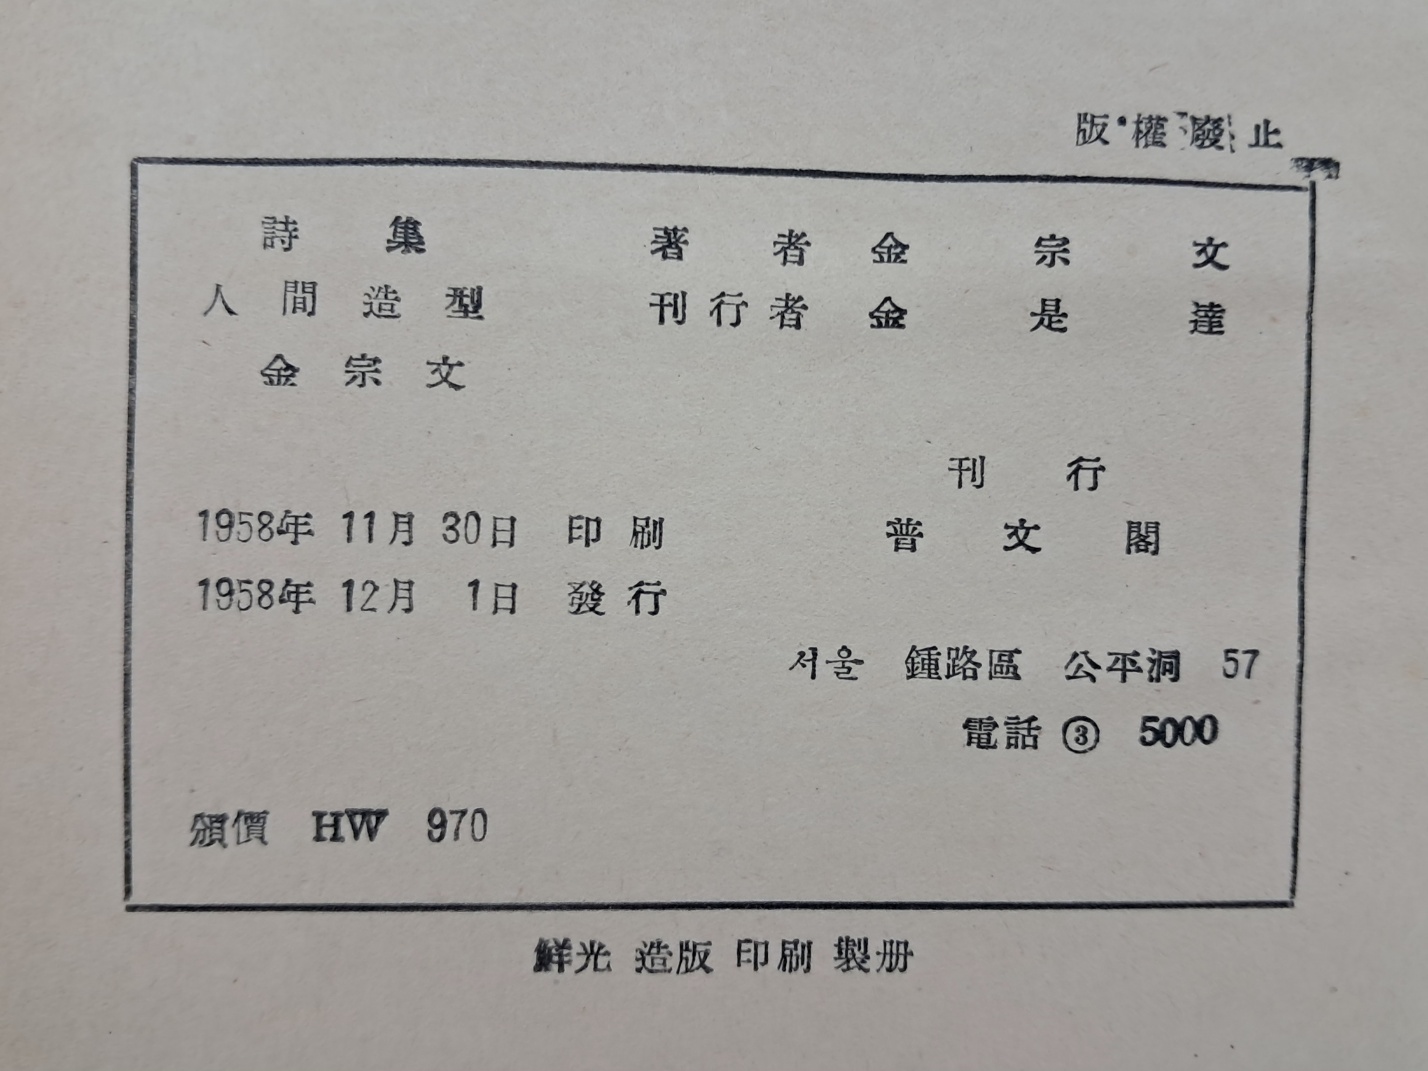 版·權 廢 止
詩 集
人 間 造 型
金 宗 文
著 者 金 宗 文
刊 行 者 金 是 達
1958年 11月 30日 印 刷
1958年 12月 1日 發 行
刊 行
普 文 閣
서울 鍾路區 公平洞 57
電話 ③ 5000
頒價 HW 970
鮮光 造版 印刷 製册